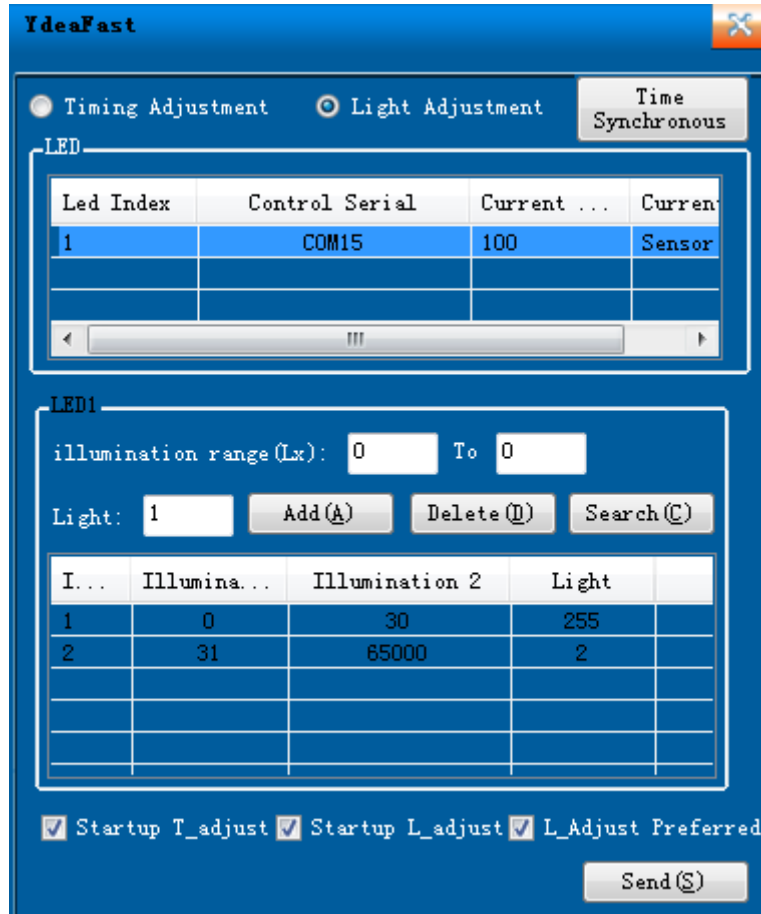 YdeaFast
Timing Adjustment Light Adjustment Time Synchronous
LED
Led Index Control Serial Current ... Curren
1 COM15 100 Sensor
LED1
illumination range(Lx): 0 To 0
Light: 1 Add(A) Delete(D) Search(C)
I... Illumina... Illumination 2 Light
1 0 30 255
2 31 65000 2
Startup T_adjust Startup L_adjust L_Adjust Preferred
Send(S)